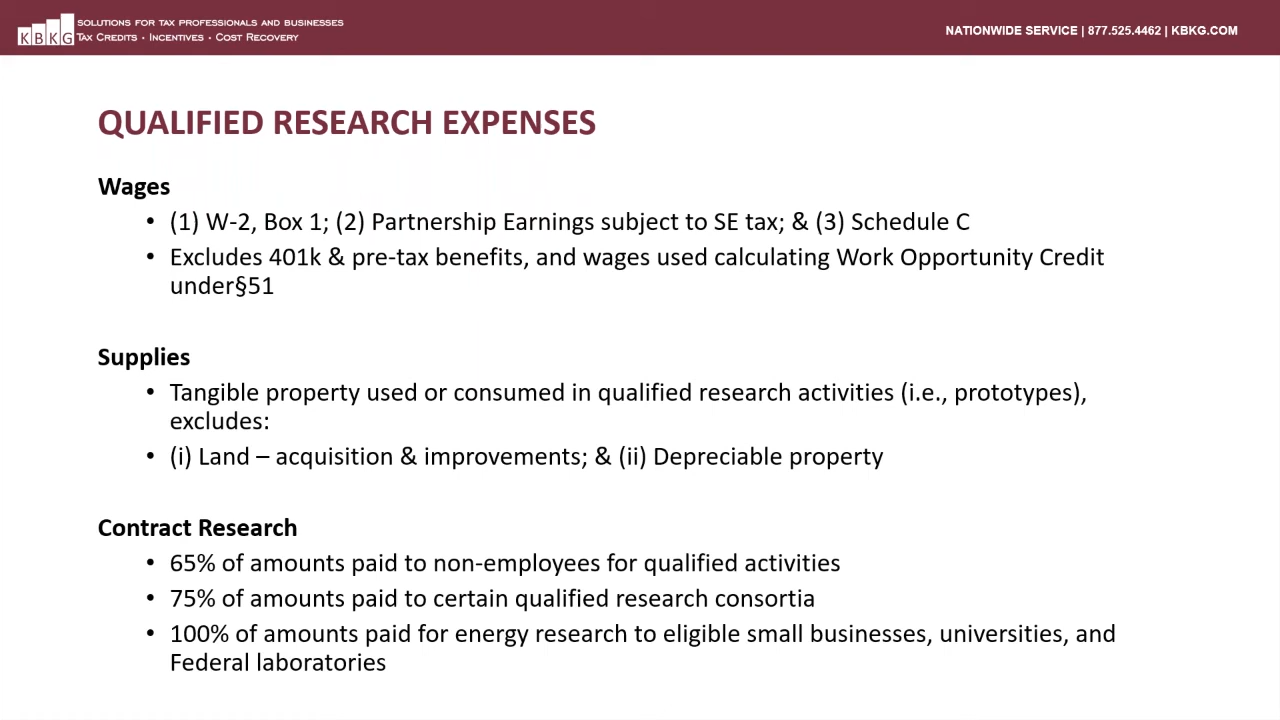 SOLUTIONS FOR TAX PROFESSIONALS AND BUSINESSES
KBKG TAX CREDITS • INCENTIVES • COST RECOVERY
NATIONWIDE SERVICE | 877.525.4462 | KBKG.COM
QUALIFIED RESEARCH EXPENSES
Wages
• (1) W-2, Box 1; (2) Partnership Earnings subject to SE tax; & (3) Schedule C
• Excludes 401k & pre-tax benefits, and wages used calculating Work Opportunity Credit
under§51
Supplies
• Tangible property used or consumed in qualified research activities (i.e., prototypes),
excludes:
• (i) Land – acquisition & improvements; & (ii) Depreciable property
Contract Research
• 65% of amounts paid to non-employees for qualified activities
• 75% of amounts paid to certain qualified research consortia
• 100% of amounts paid for energy research to eligible small businesses, universities, and
Federal laboratories